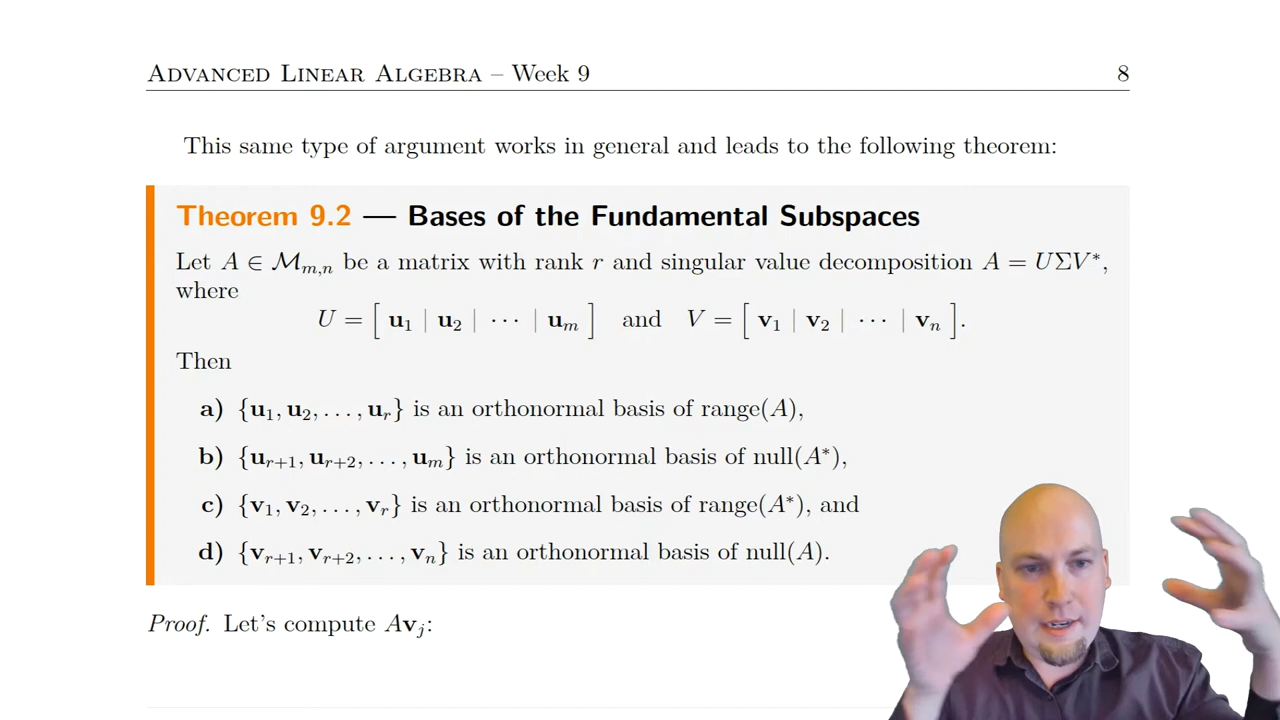 ADVANCED LINEAR ALGEBRA – Week 9 8
This same type of argument works in general and leads to the following theorem:
Theorem 9.2 — Bases of the Fundamental Subspaces
Let A ∈ ℳₘ,ₙ be a matrix with rank r and singular value decomposition A = UΣV*,
where
U = [ u₁ | u₂ | ⋯ | uₘ ] and V = [ v₁ | v₂ | ⋯ | vₙ ].
Then
a) {u₁, u₂, . . . , uᵣ} is an orthonormal basis of range(A),
b) {uᵣ₊₁, uᵣ₊₂, . . . , uₘ} is an orthonormal basis of null(A*),
c) {v₁, v₂, . . . , vᵣ} is an orthonormal basis of range(A*), and
d) {vᵣ₊₁, vᵣ₊₂, . . . , vₙ} is an orthonormal basis of null(A).
Proof. Let’s compute Avⱼ: